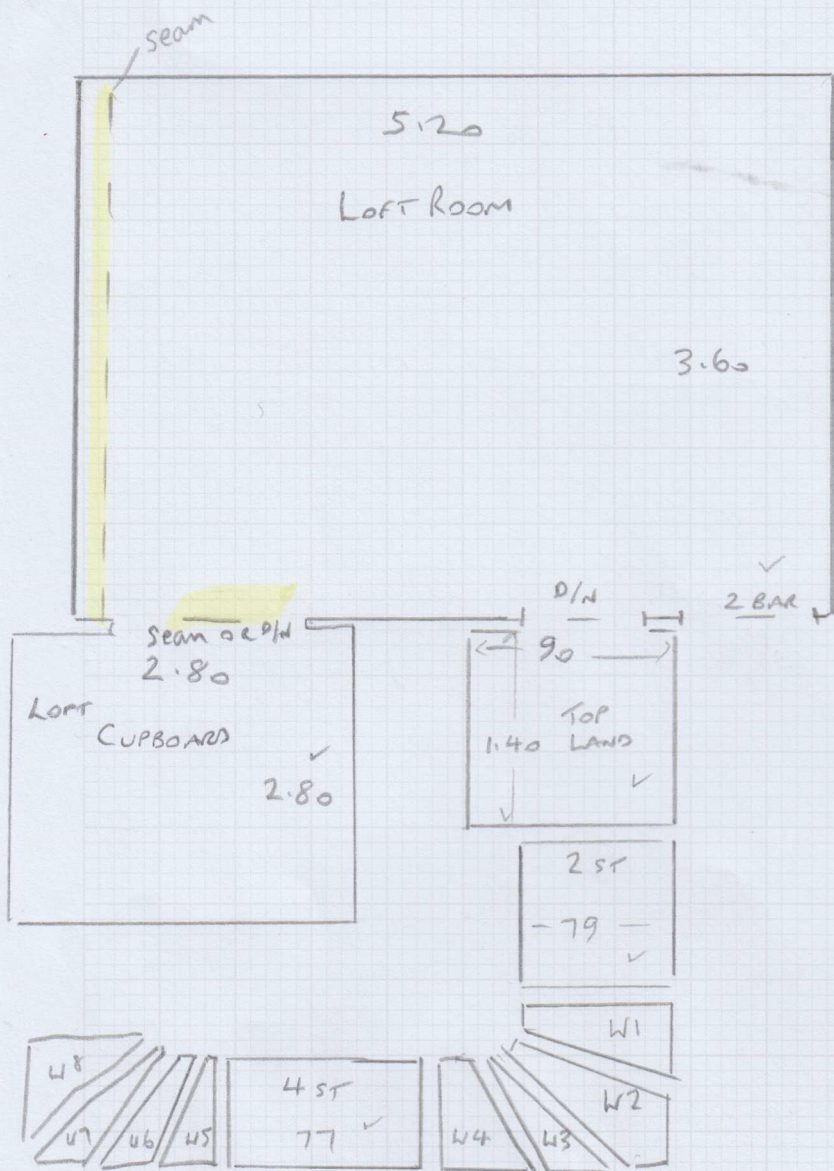 seam
5.20
LOFT ROOM
3.60
D/N
2 BAR
seam OR D/N
2.80
90
LOFT
CUPBOARD
2.80
1.40
TOP
LAND
2 ST
79
W1
W2
W8
W7
W6
W5
4 ST
77
W4
W3